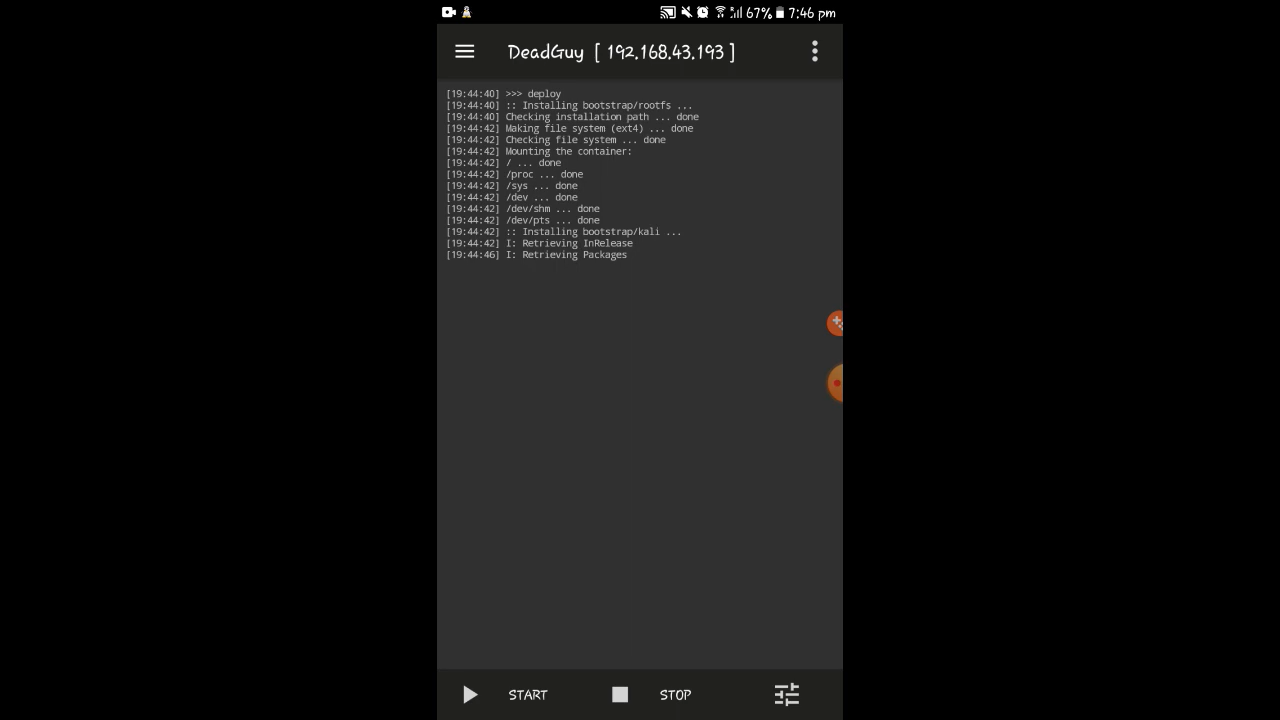 67% 7:46 pm
DeadGuy [ 192.168.43.193 ]
[19:44:40] >>> deploy
[19:44:40] :: Installing bootstrap/rootfs ...
[19:44:40] Checking installation path ... done
[19:44:42] Making file system (ext4) ... done
[19:44:42] Checking file system ... done
[19:44:42] Mounting the container:
[19:44:42] / ... done
[19:44:42] /proc ... done
[19:44:42] /sys ... done
[19:44:42] /dev ... done
[19:44:42] /dev/shm ... done
[19:44:42] /dev/pts ... done
[19:44:42] :: Installing bootstrap/kali ...
[19:44:42] I: Retrieving InRelease
[19:44:46] I: Retrieving Packages
START STOP